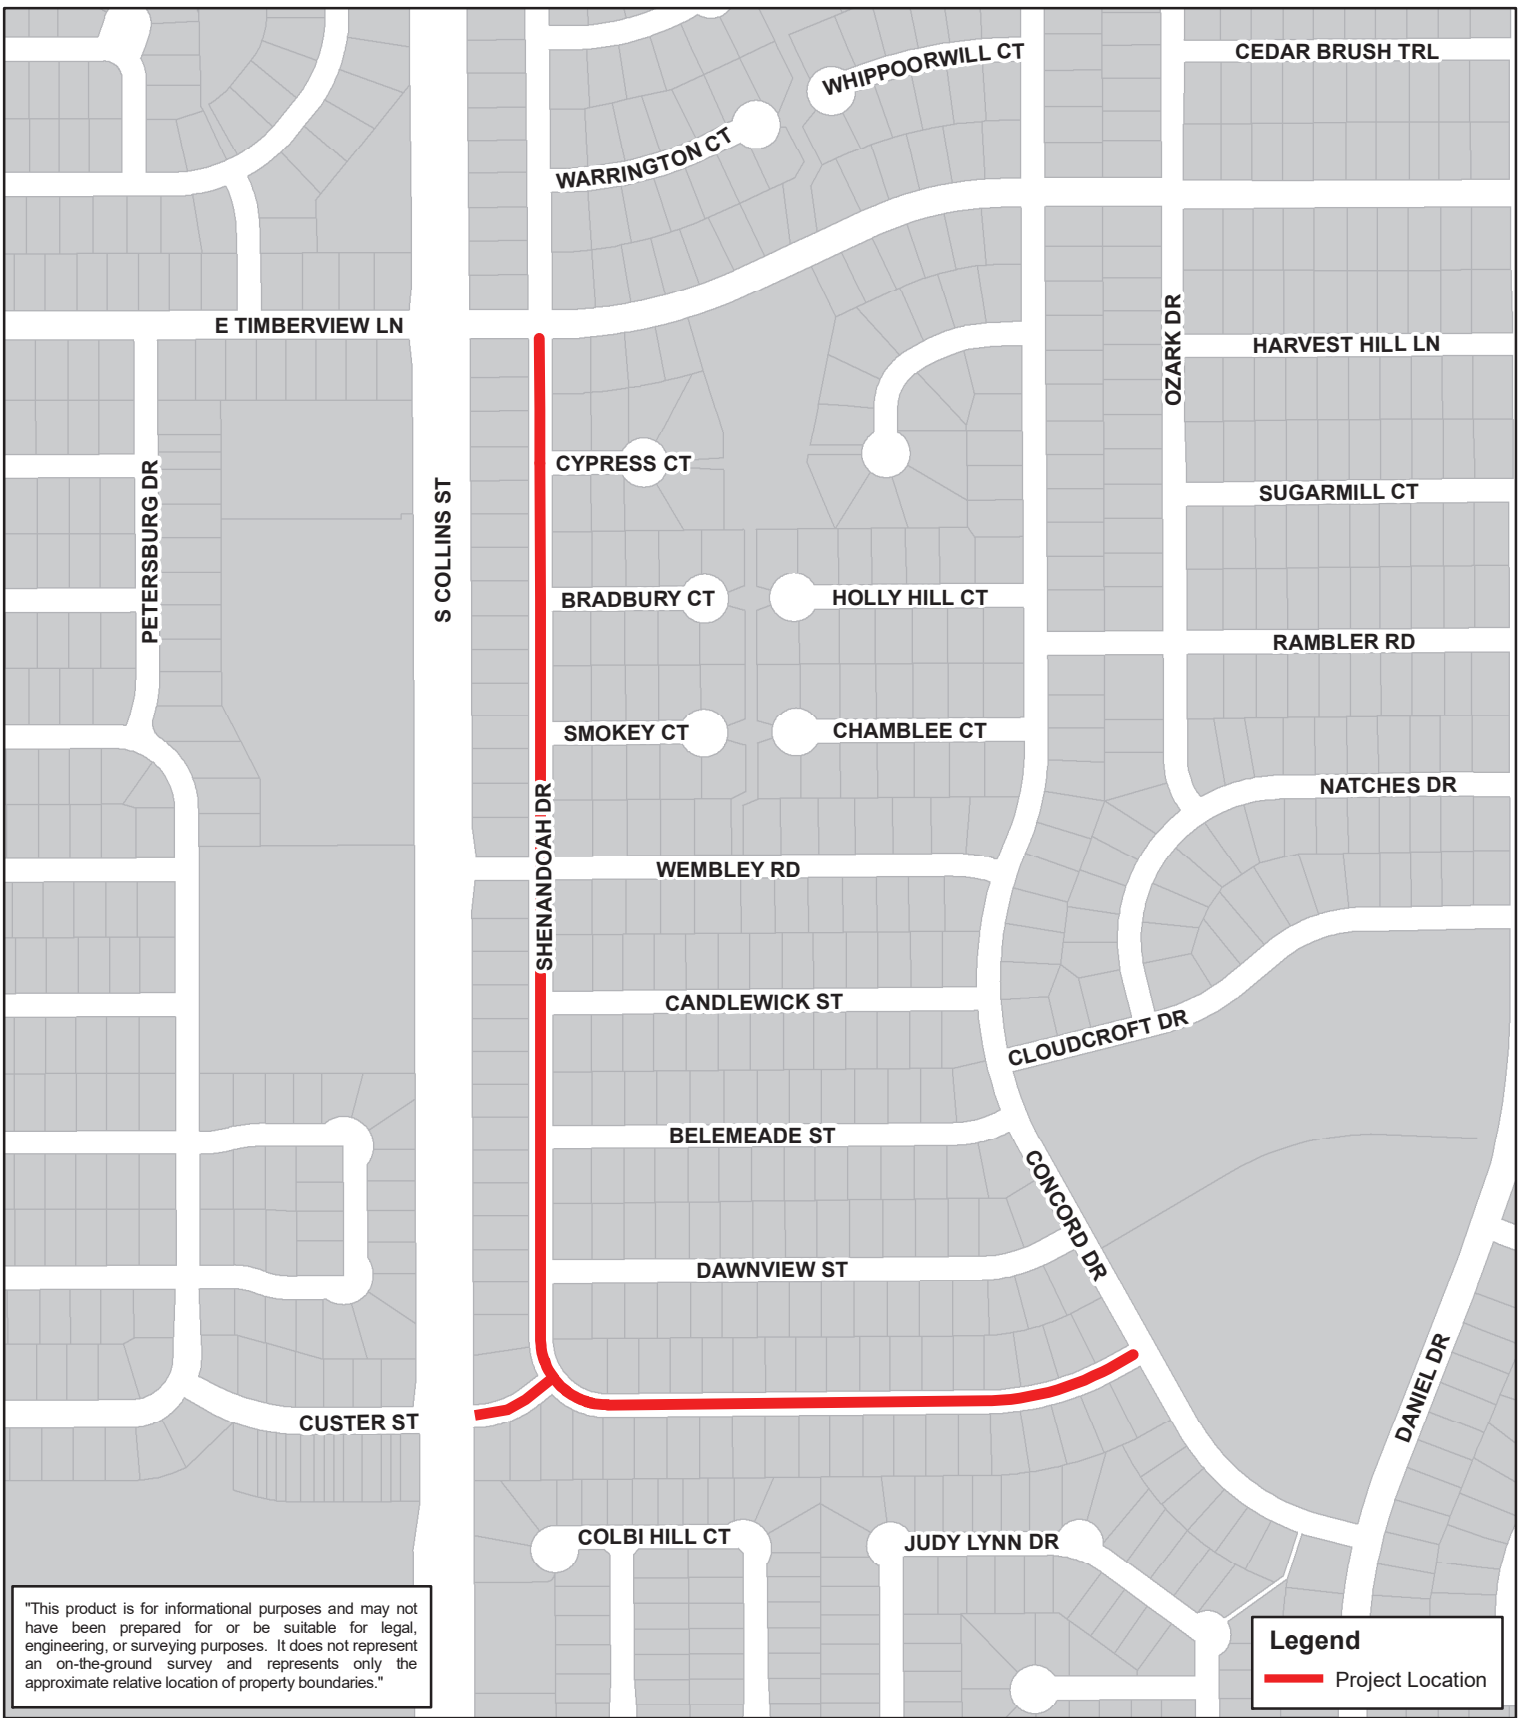 CEDAR BRUSH TRL
WHIPPOORWILL CT
WARRINGTON CT
E TIMBERVIEW LN
OZARK DR
HARVEST HILL LN
CYPRESS CT
PETERSBURG DR
S COLLINS ST
SUGARMILL CT
BRADBURY CT
HOLLY HILL CT
RAMBLER RD
SMOKEY CT
CHAMBLEE CT
NATCHES DR
SHENANDOAH DR
WEMBLEY RD
CANDLEWICK ST
CLOUDCROFT DR
BELEMEADE ST
CONCORD DR
DAWNVIEW ST
DANIEL DR
CUSTER ST
COLBI HILL CT
JUDY LYNN DR
"This product is for informational purposes and may not
have been prepared for or be suitable for legal,
engineering, or surveying purposes. It does not represent
an on-the-ground survey and represents only the
approximate relative location of property boundaries."
Legend
Project Location